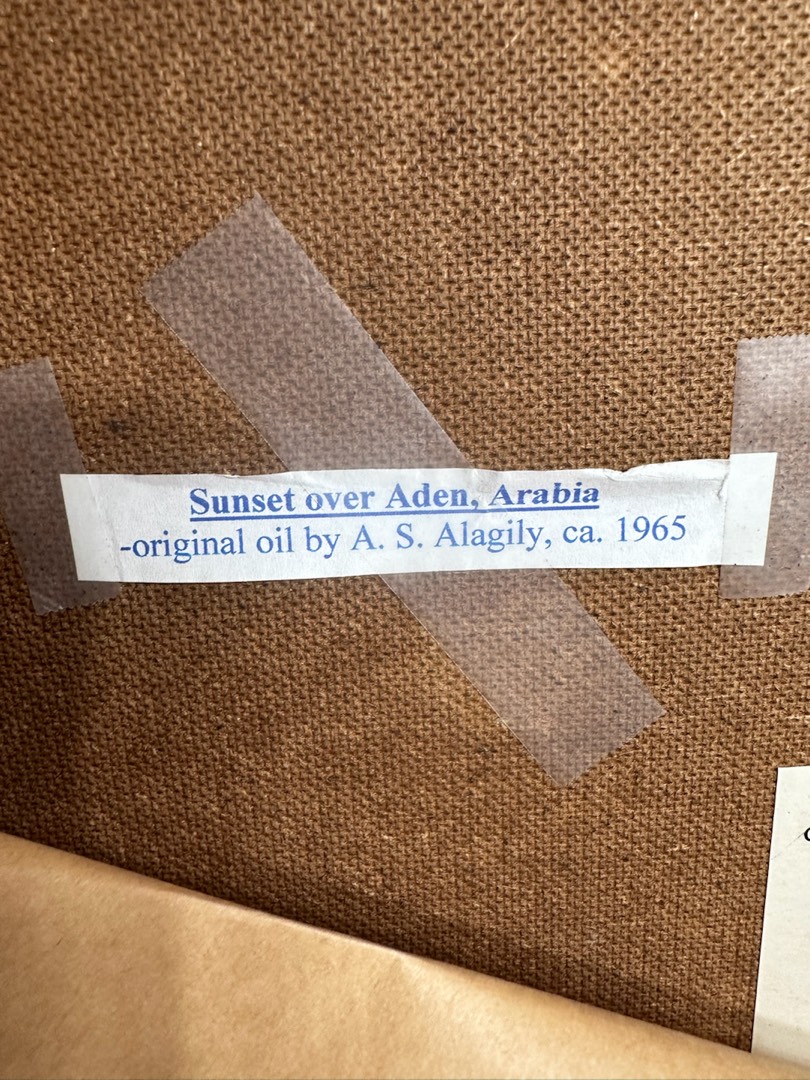 Sunset over Aden, Arabia
-original oil by A. S. Alagily, ca. 1965